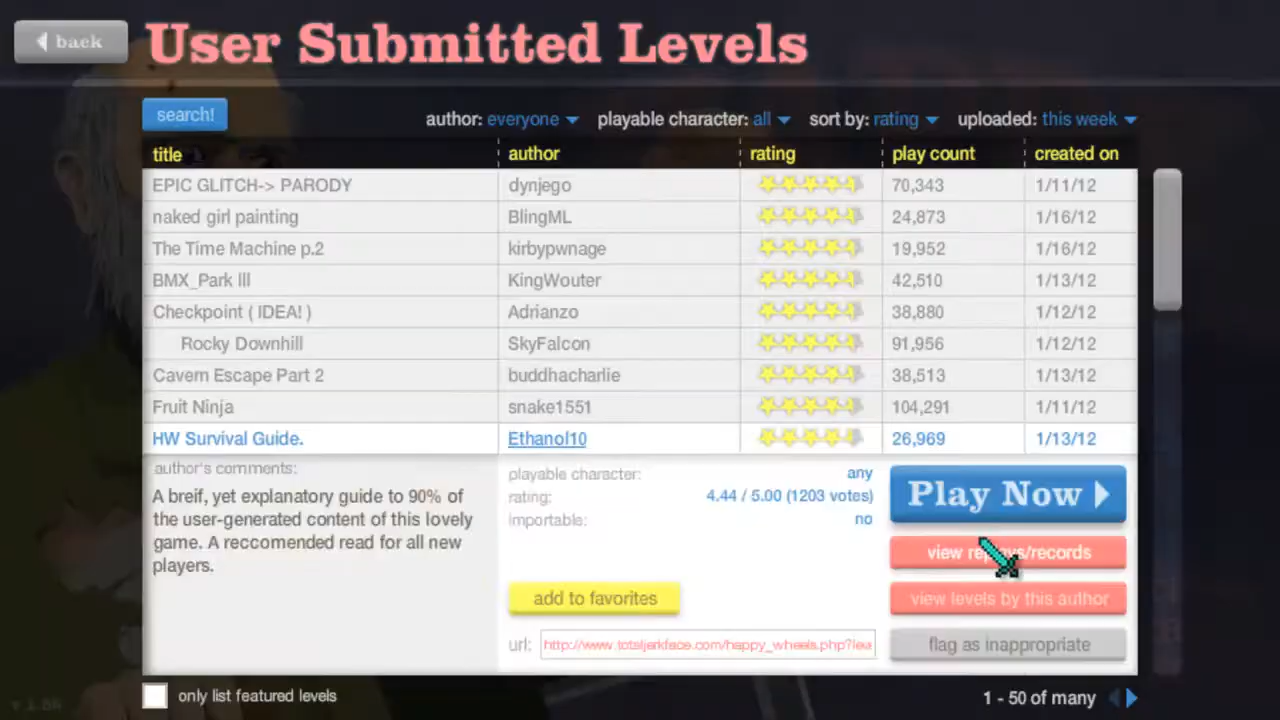 back
User Submitted Levels
search!
author: everyone playable character: all sort by: rating uploaded: this week
title author rating play count created on
EPIC GLITCH-> PARODY dynjego 70,343 1/11/12
naked girl painting BlingML 24,873 1/16/12
The Time Machine p.2 kirbypwnage 19,952 1/16/12
BMX_Park III KingWouter 42,510 1/13/12
Checkpoint ( IDEA! ) Adrianzo 38,880 1/12/12
Rocky Downhill SkyFalcon 91,956 1/12/12
Cavern Escape Part 2 buddhacharlie 38,513 1/13/12
Fruit Ninja snake1551 104,291 1/11/12
HW Survival Guide. Ethanol10 26,969 1/13/12
author's comments:
A breif, yet explanatory guide to 90% of
the user-generated content of this lovely
game. A reccomended read for all new
players.
playable character: any
rating: 4.44 / 5.00 (1203 votes)
importable: no
add to favorites
url: http://www.totaljerkface.com/happy_wheels.php?lev
Play Now
view replays/records
view levels by this author
flag as inappropriate
only list featured levels
1 - 50 of many